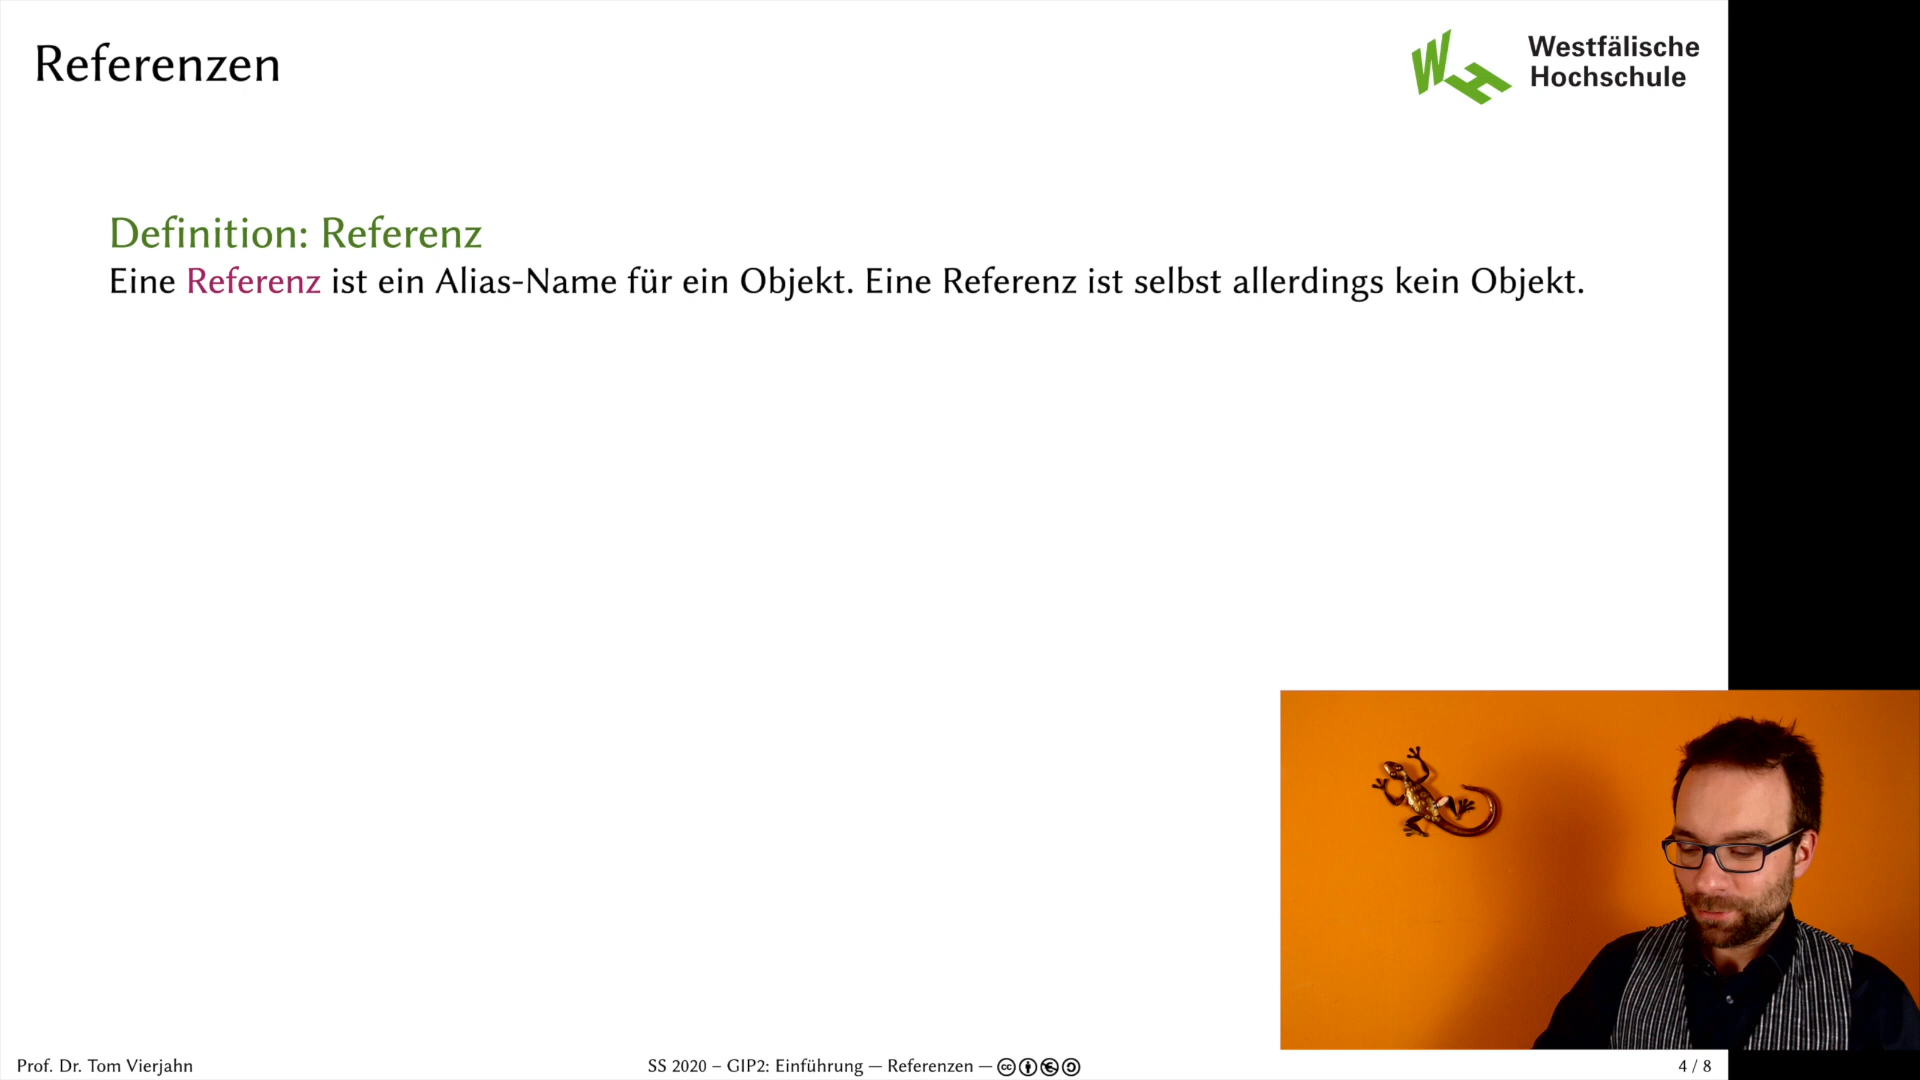 Referenzen
Westfälische
Hochschule
Definition: Referenz
Eine Referenz ist ein Alias-Name für ein Objekt. Eine Referenz ist selbst allerdings kein Objekt.
Prof. Dr. Tom Vierjahn
SS 2020 – GIP2: Einführung — Referenzen —
4 / 8